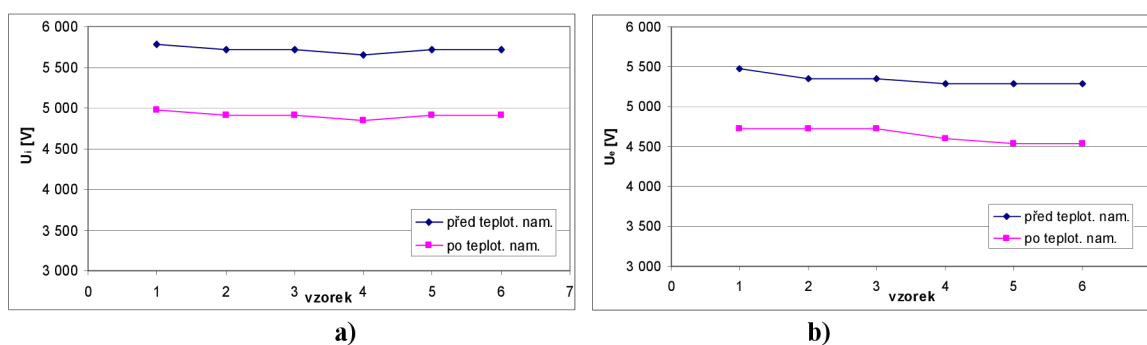 6 000
5 500
5 000
4 500
4 000
3 500
3 000
Ui [V]
0 1 2 3 4 5 6 7
vzorek
před teplot. nam.
po teplot. nam.
a)
6 000
5 500
5 000
4 500
4 000
3 500
3 000
Ue [V]
0 1 2 3 4 5 6
vzorek
před teplot. nam.
po teplot. nam.
b)